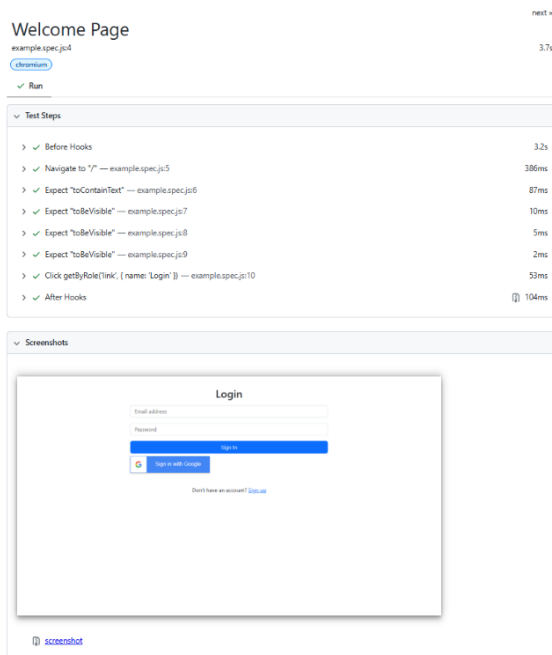 next »
Welcome Page
example.spec.js:4 3.7s
chromium
Run
Test Steps
Before Hooks 3.2s
Navigate to "/" — example.spec.js:5 386ms
Expect "toContainText" — example.spec.js:6 87ms
Expect "toBeVisible" — example.spec.js:7 10ms
Expect "toBeVisible" — example.spec.js:8 5ms
Expect "toBeVisible" — example.spec.js:9 2ms
Click getByRole('link', { name: 'Login' }) — example.spec.js:10 53ms
After Hooks 104ms
Screenshots
Login
Email address
Password
Sign In
G Sign in with Google
Don't have an account? Sign up
screenshot